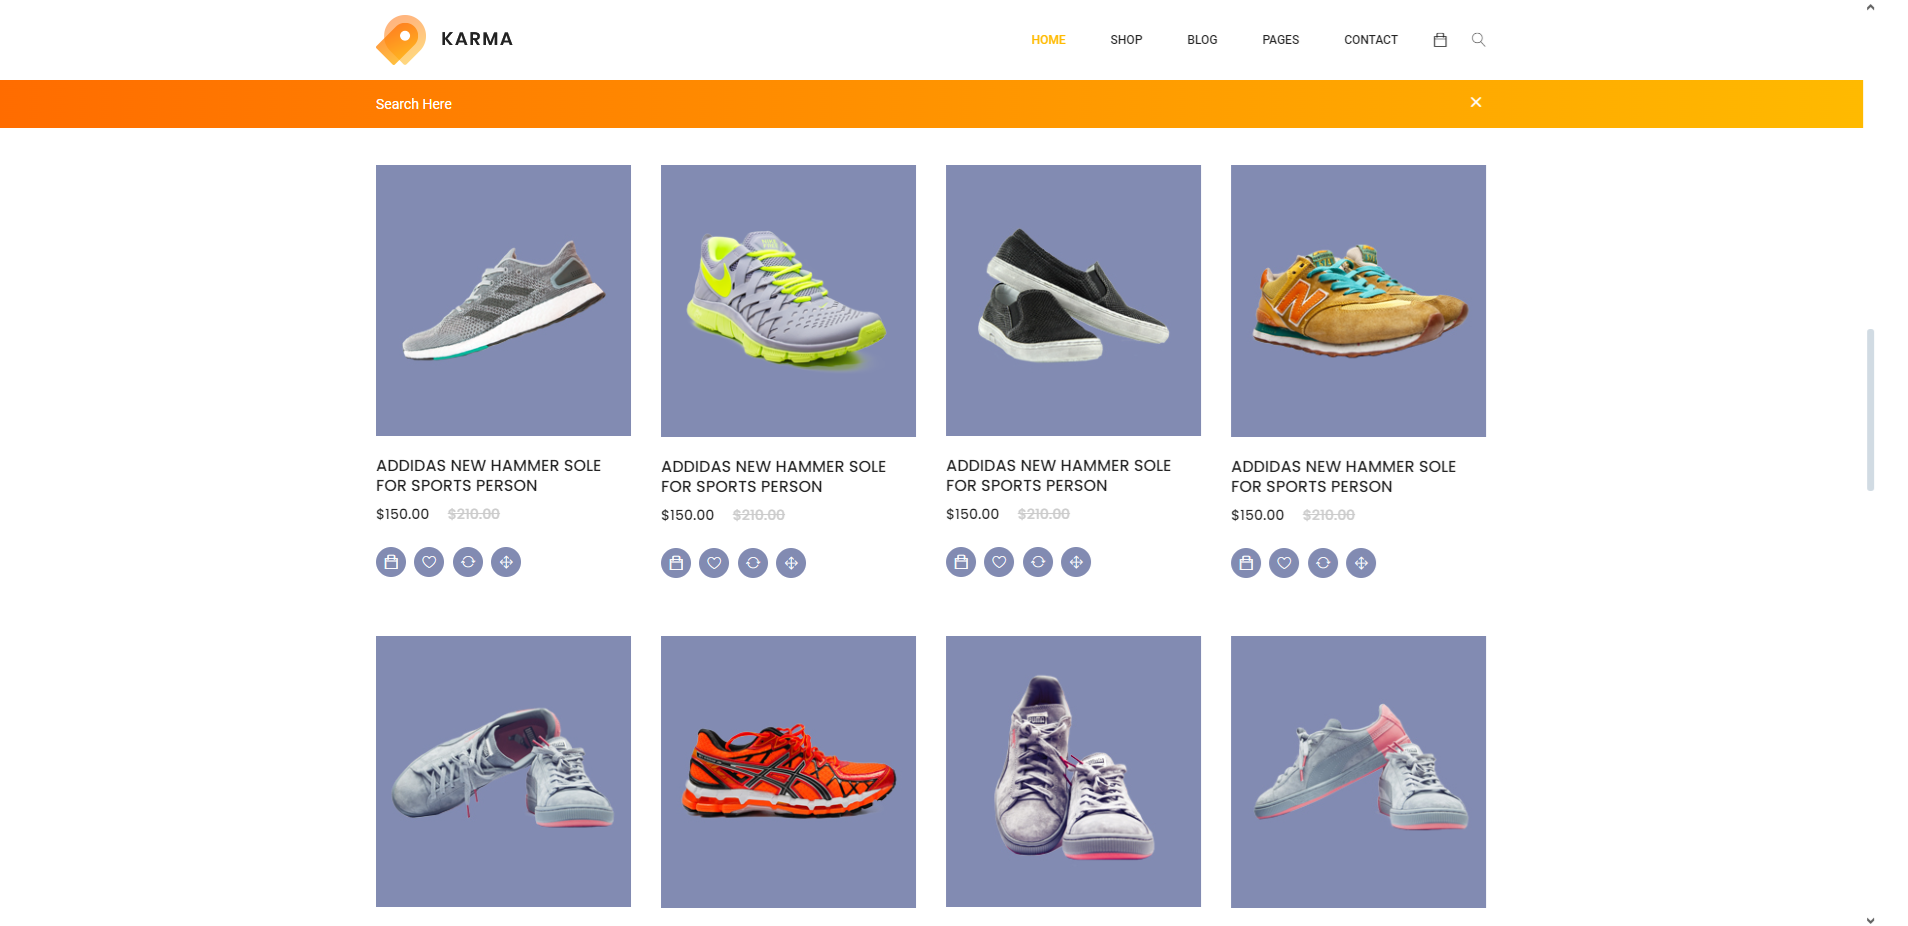 KARMA
HOME SHOP BLOG PAGES CONTACT
Search Here
ADDIDAS NEW HAMMER SOLE
FOR SPORTS PERSON
$150.00 $210.00
ADDIDAS NEW HAMMER SOLE
FOR SPORTS PERSON
$150.00 $210.00
ADDIDAS NEW HAMMER SOLE
FOR SPORTS PERSON
$150.00 $210.00
ADDIDAS NEW HAMMER SOLE
FOR SPORTS PERSON
$150.00 $210.00